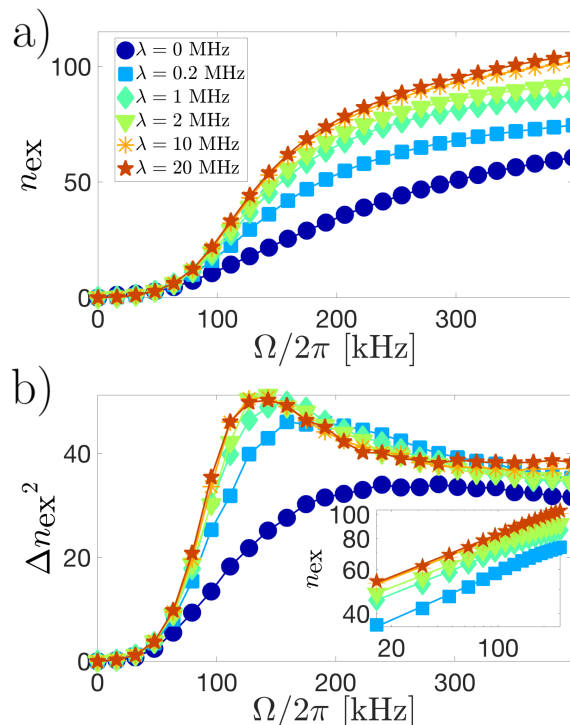 a)
n_ex
100
50
0
λ = 0 MHz
λ = 0.2 MHz
λ = 1 MHz
λ = 2 MHz
λ = 10 MHz
λ = 20 MHz
0 100 200 300
Ω/2π [kHz]
b)
Δn_ex²
40
20
0
n_ex
100
80
60
40
20 100
0 100 200 300
Ω/2π [kHz]